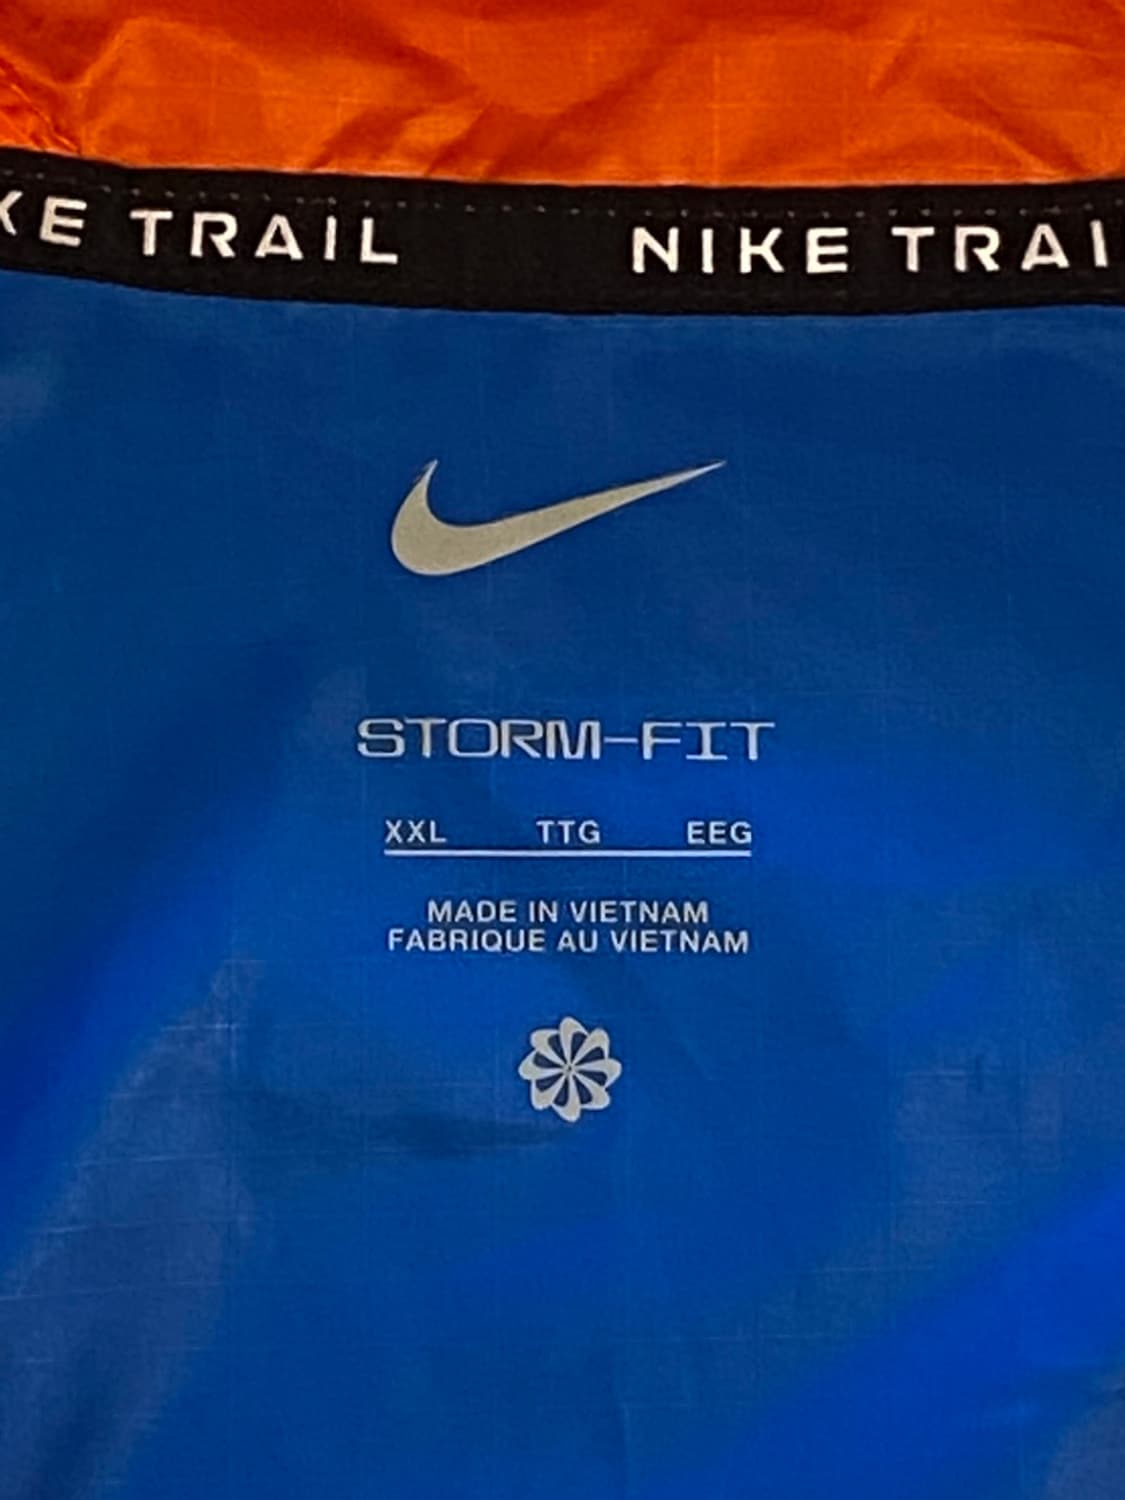 KE TRAIL NIKE TRAI
STORM-FIT
XXL TTG EEG
MADE IN VIETNAM
FABRIQUE AU VIETNAM